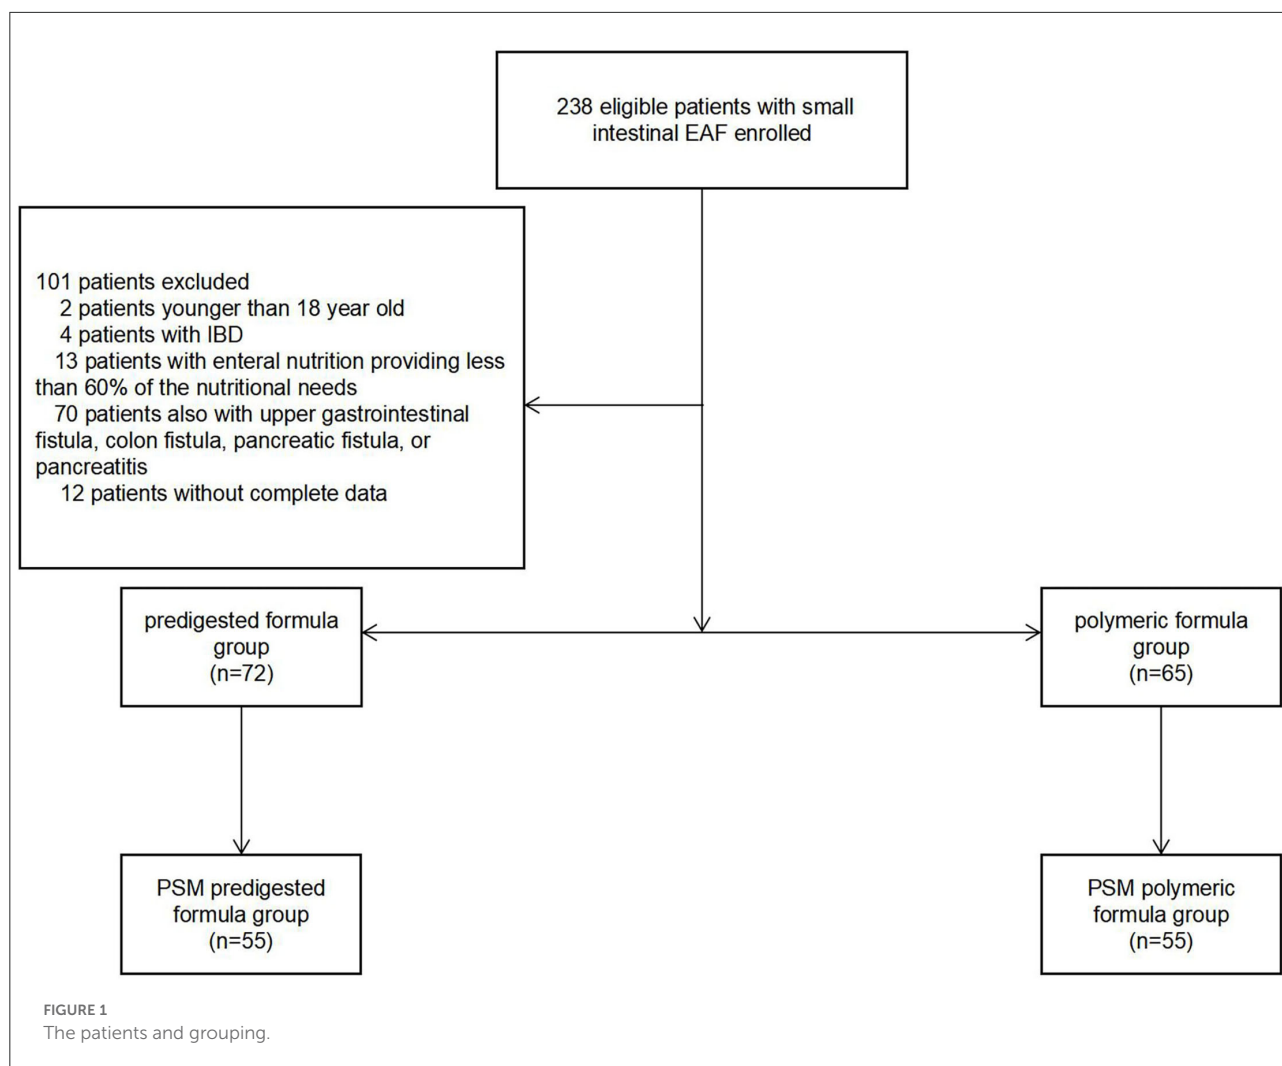 238 eligible patients with small
intestinal EAF enrolled
101 patients excluded
2 patients younger than 18 year old
4 patients with IBD
13 patients with enteral nutrition providing less
than 60% of the nutritional needs
70 patients also with upper gastrointestinal
fistula, colon fistula, pancreatic fistula, or
pancreatitis
12 patients without complete data
predigested formula
group
(n=72)
polymeric formula
group
(n=65)
PSM predigested
formula group
(n=55)
PSM polymeric
formula group
(n=55)
FIGURE 1
The patients and grouping.